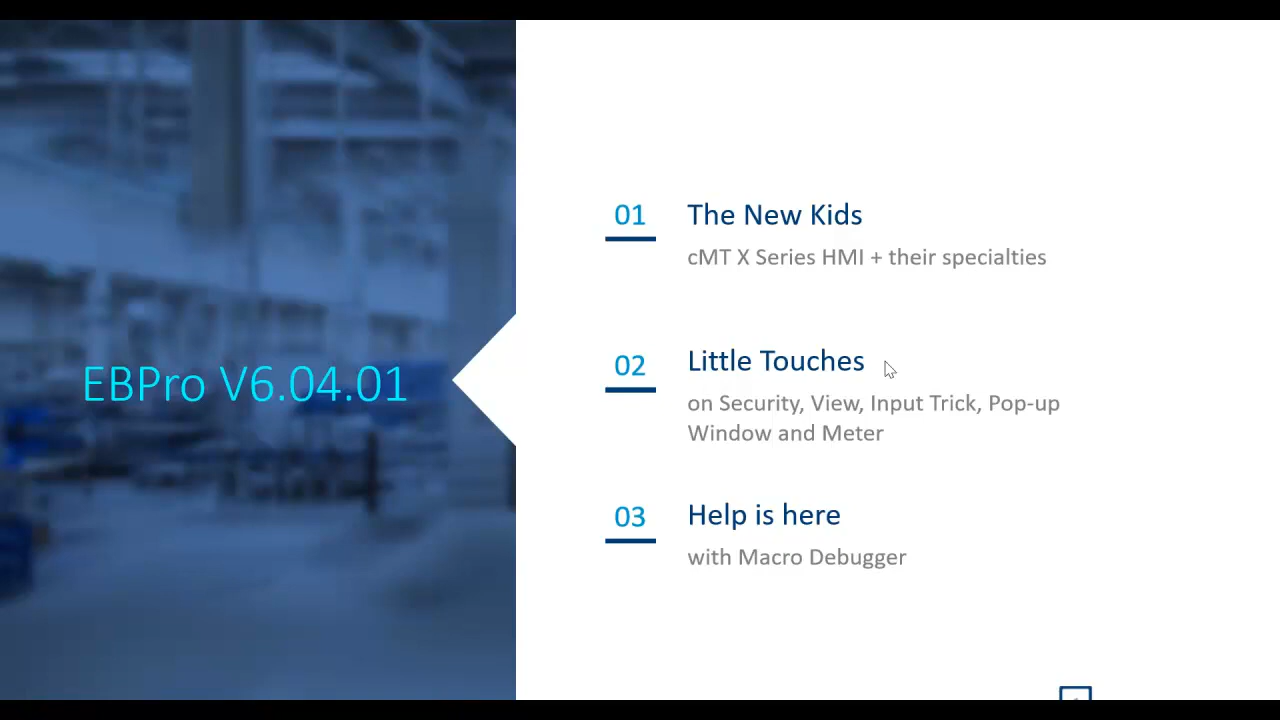 EBPro V6.04.01
01
The New Kids
cMT X Series HMI + their specialties
02
Little Touches
on Security, View, Input Trick, Pop-up
Window and Meter
03
Help is here
with Macro Debugger